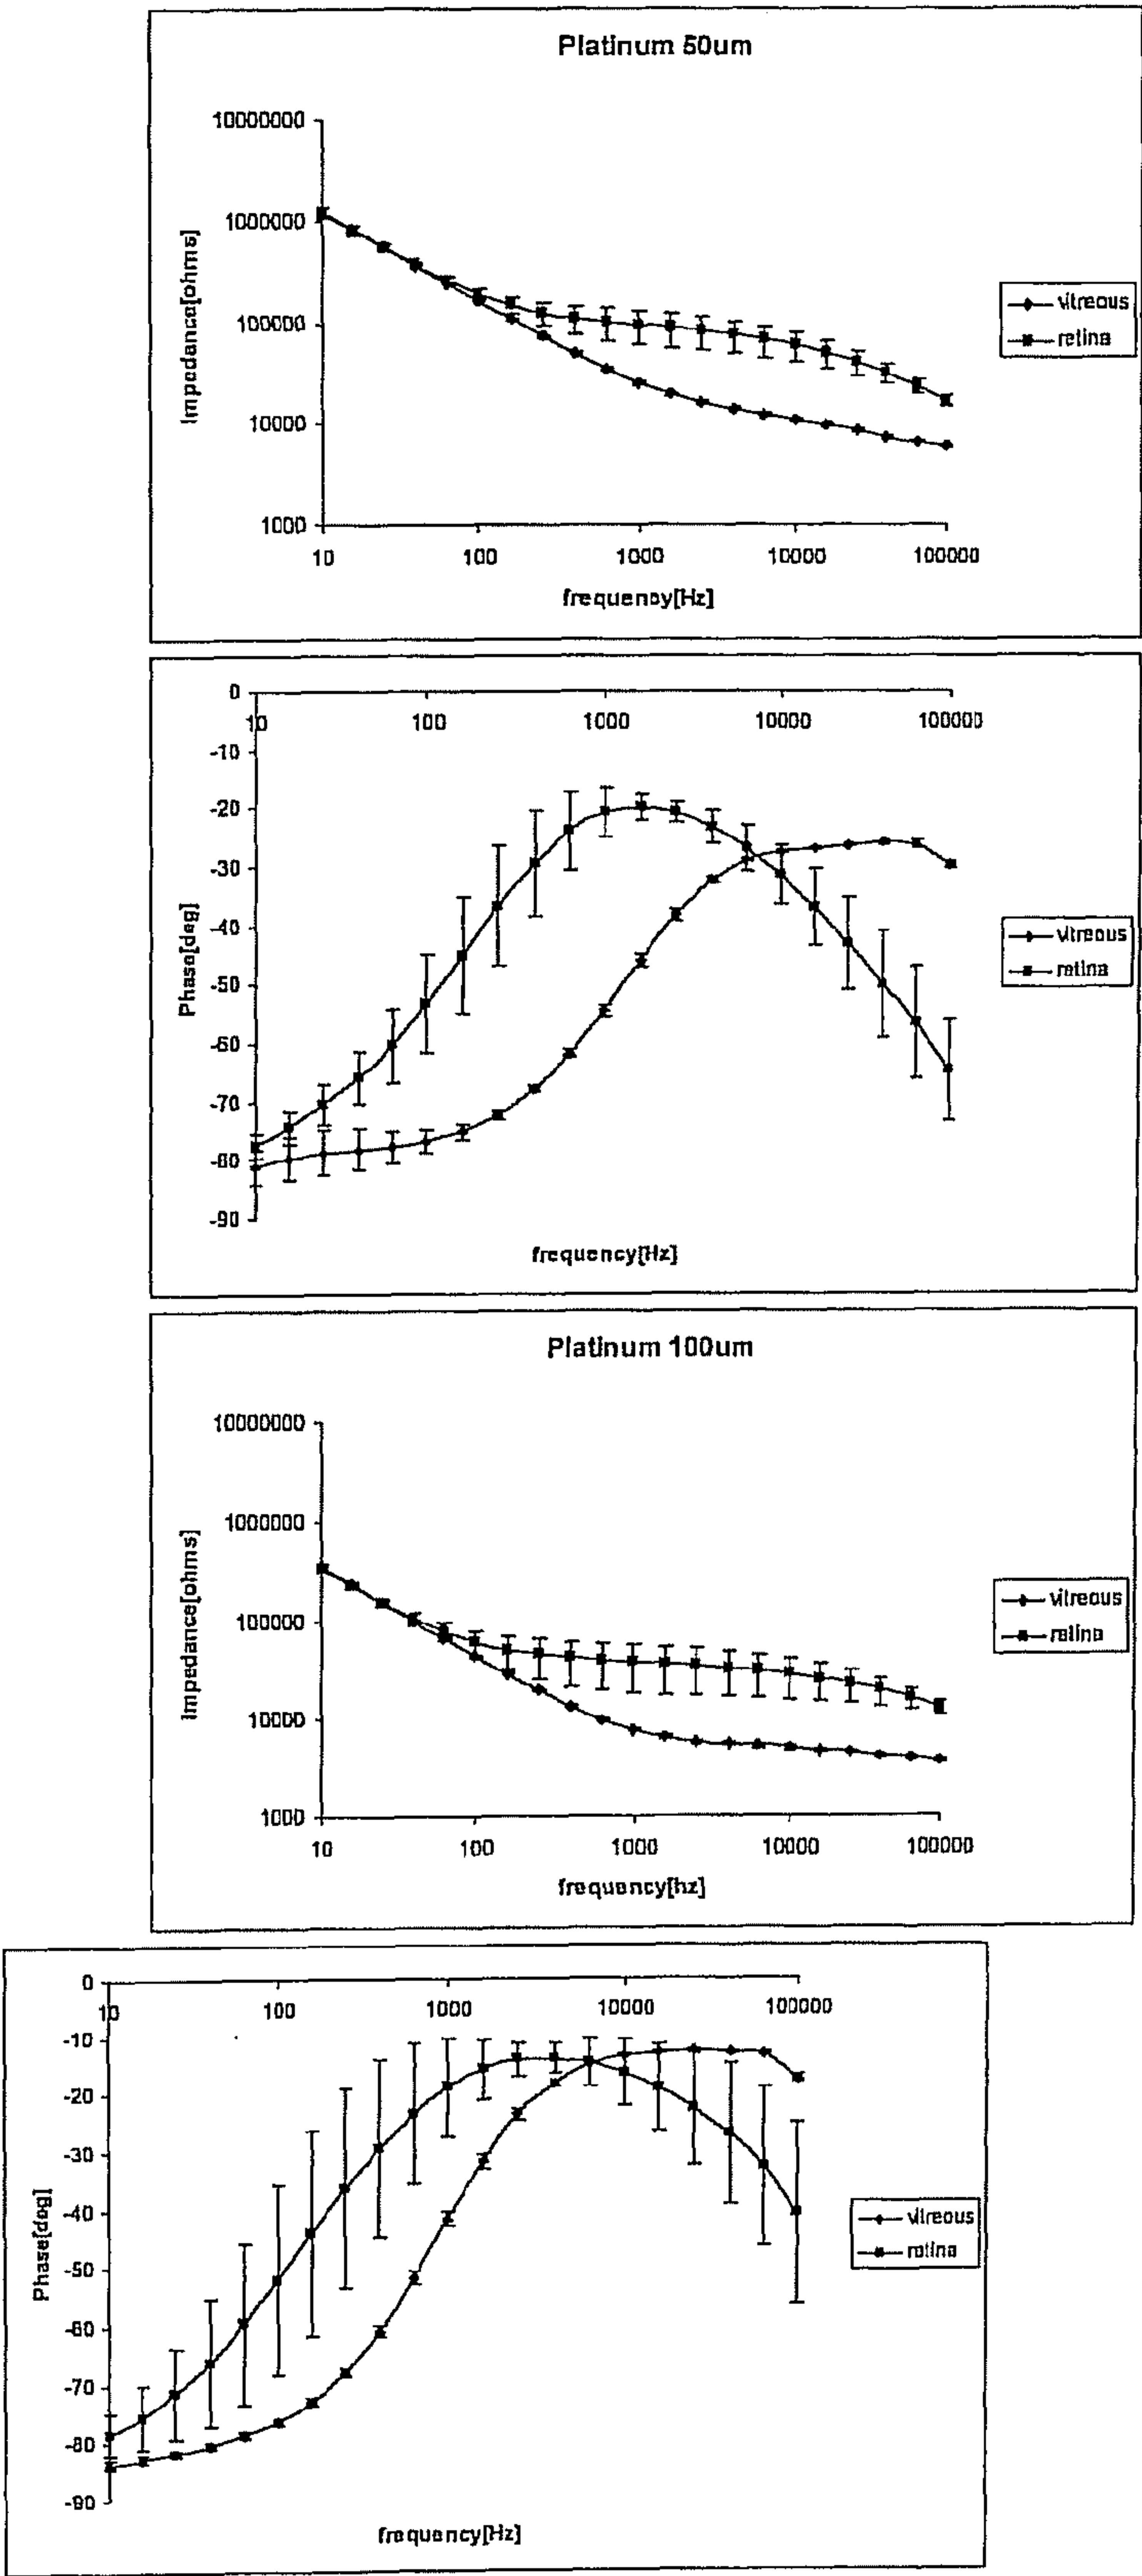 Platinum 50um
10000000
1000000
100000
10000
1000
Impedance[ohms]
10
100
1000
10000
100000
frequency[Hz]
vitreous
retina
0
-10
-20
-30
-40
-50
-60
-70
-80
-90
Phase[deg]
10
100
1000
10000
100000
frequency[Hz]
vitreous
retina
Platinum 100um
10000000
1000000
100000
10000
1000
Impedance[ohms]
10
100
1000
10000
100000
frequency[hz]
vitreous
retina
0
-10
-20
-30
-40
-50
-60
-70
-80
-90
Phase[deg]
10
100
1000
10000
100000
frequency[Hz]
vitreous
retina